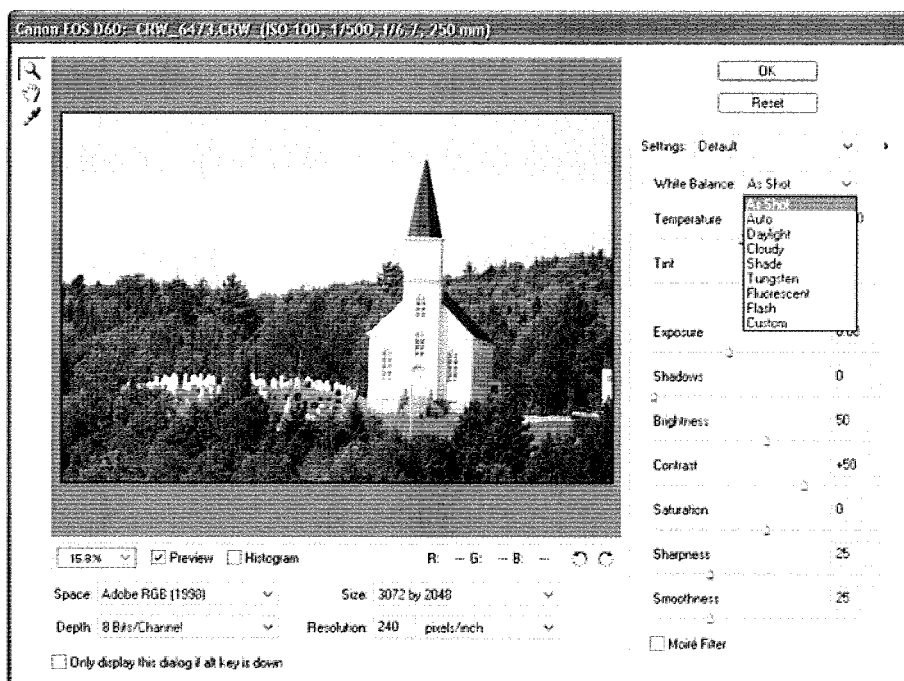 Canon EOS D60: CRW_6473.CRW (ISO 100, 1/500, f/6.7, 250 mm)
OK
Reset
Settings: Default
White Balance: As Shot
As Shot
Auto
Daylight
Cloudy
Shade
Tungsten
Fluorescent
Flash
Custom
Temperature 0
Tint
Exposure 0.00
Shadows 0
Brightness 50
Contrast +50
Saturation 0
Sharpness 25
Smoothness 25
Moiré Filter
15.8% Preview Histogram R: -- G: -- B: --
Space: Adobe RGB (1998) Size: 3072 by 2048
Depth: 8 Bits/Channel Resolution: 240 pixels/inch
Only display this dialog if alt key is down